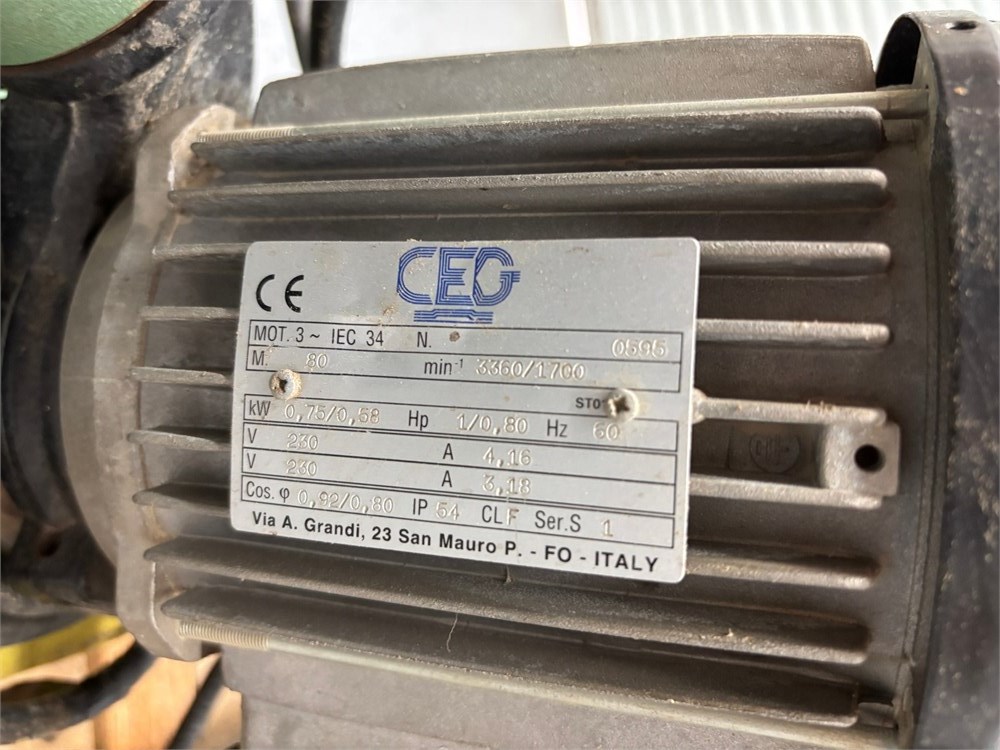 CE CEG
MOT. 3~ IEC 34 N. 0595
M. 80 min⁻¹ 3360/1700
kW 0,75/0,58 Hp 1/0,80 Hz 60
V 230 A 4,16
V 230 A 3,18
Cos. φ 0,92/0,80 IP 54 CL F Ser.S 1
Via A. Grandi, 23 San Mauro P. - FO - ITALY